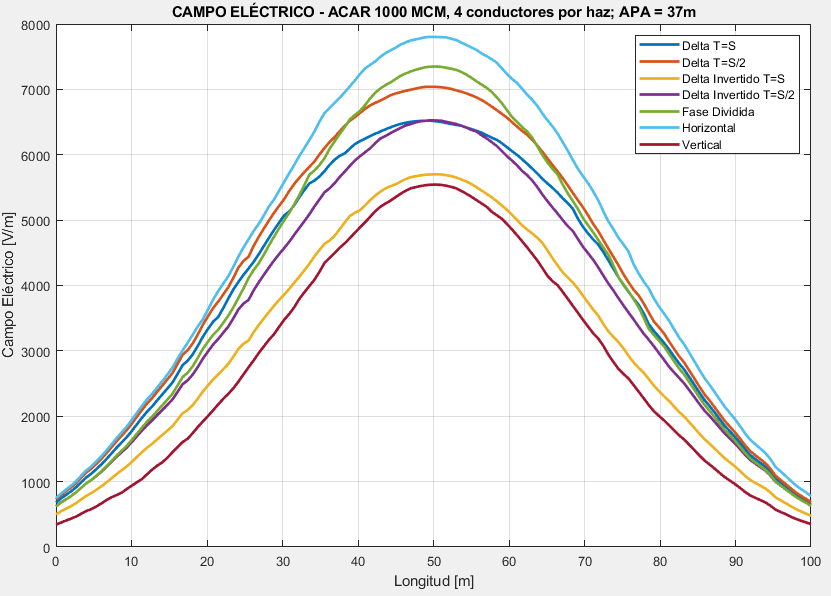 CAMPO ELÉCTRICO - ACAR 1000 MCM, 4 conductores por haz; APA = 37m
8000
7000
6000
5000
4000
3000
2000
1000
0
Campo Eléctrico [V/m]
Delta T=S
Delta T=S/2
Delta Invertido T=S
Delta Invertido T=S/2
Fase Dividida
Horizontal
Vertical
0 10 20 30 40 50 60 70 80 90 100
Longitud [m]